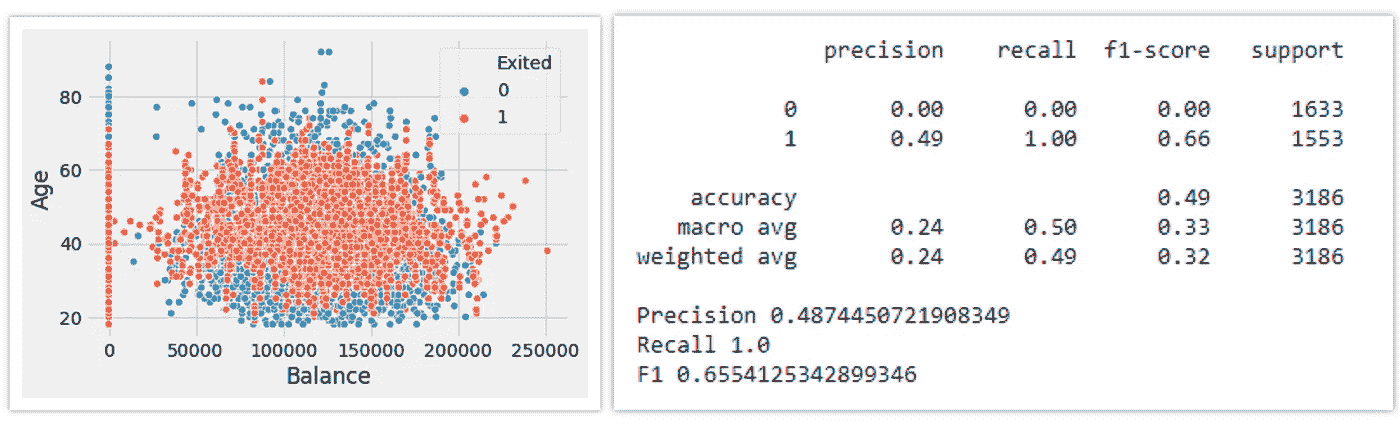 Exited
0
1
80
60
40
20
Age
0 50000 100000 150000 200000 250000
Balance
precision recall f1-score support
0 0.00 0.00 0.00 1633
1 0.49 1.00 0.66 1553
accuracy 0.49 3186
macro avg 0.24 0.50 0.33 3186
weighted avg 0.24 0.49 0.32 3186
Precision 0.4874450721908349
Recall 1.0
F1 0.6554125342899346